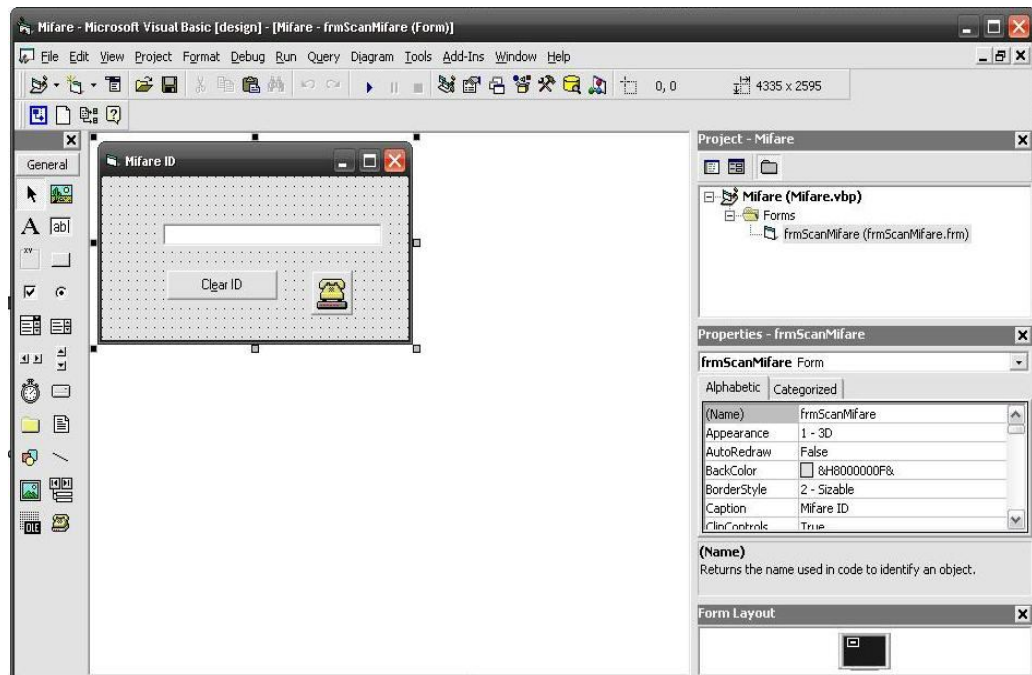 Mifare - Microsoft Visual Basic [design] - [Mifare - frmScanMifare (Form)]
File Edit View Project Format Debug Run Query Diagram Tools Add-Ins Window Help
0, 0 4335 x 2595
General
A ab|
XY
OLE
Mifare ID
Clear ID
Project - Mifare
Mifare (Mifare.vbp)
Forms
frmScanMifare (frmScanMifare.frm)
Properties - frmScanMifare
frmScanMifare Form
Alphabetic Categorized
(Name) frmScanMifare
Appearance 1 - 3D
AutoRedraw False
BackColor &H8000000F&
BorderStyle 2 - Sizable
Caption Mifare ID
ClipControls True
(Name)
Returns the name used in code to identify an object.
Form Layout